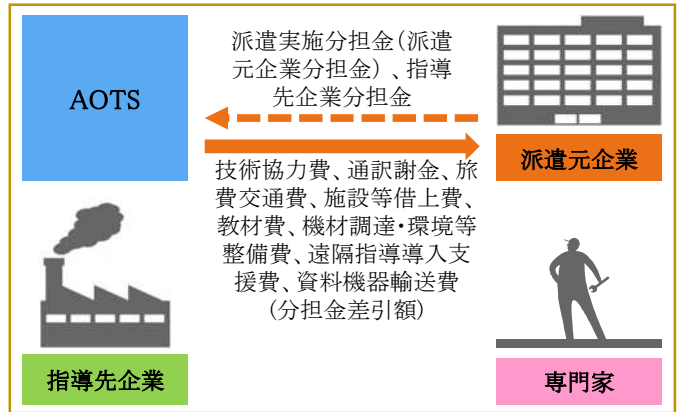 AOTS
派遣実施分担金(派遣
元企業分担金)、指導
先企業分担金
派遣元企業
技術協力費、通訳謝金、旅
費交通費、施設等借上費、
教材費、機材調達・環境等
整備費、遠隔指導導入支
援費、資料機器輸送費
(分担金差引額)
指導先企業
専門家